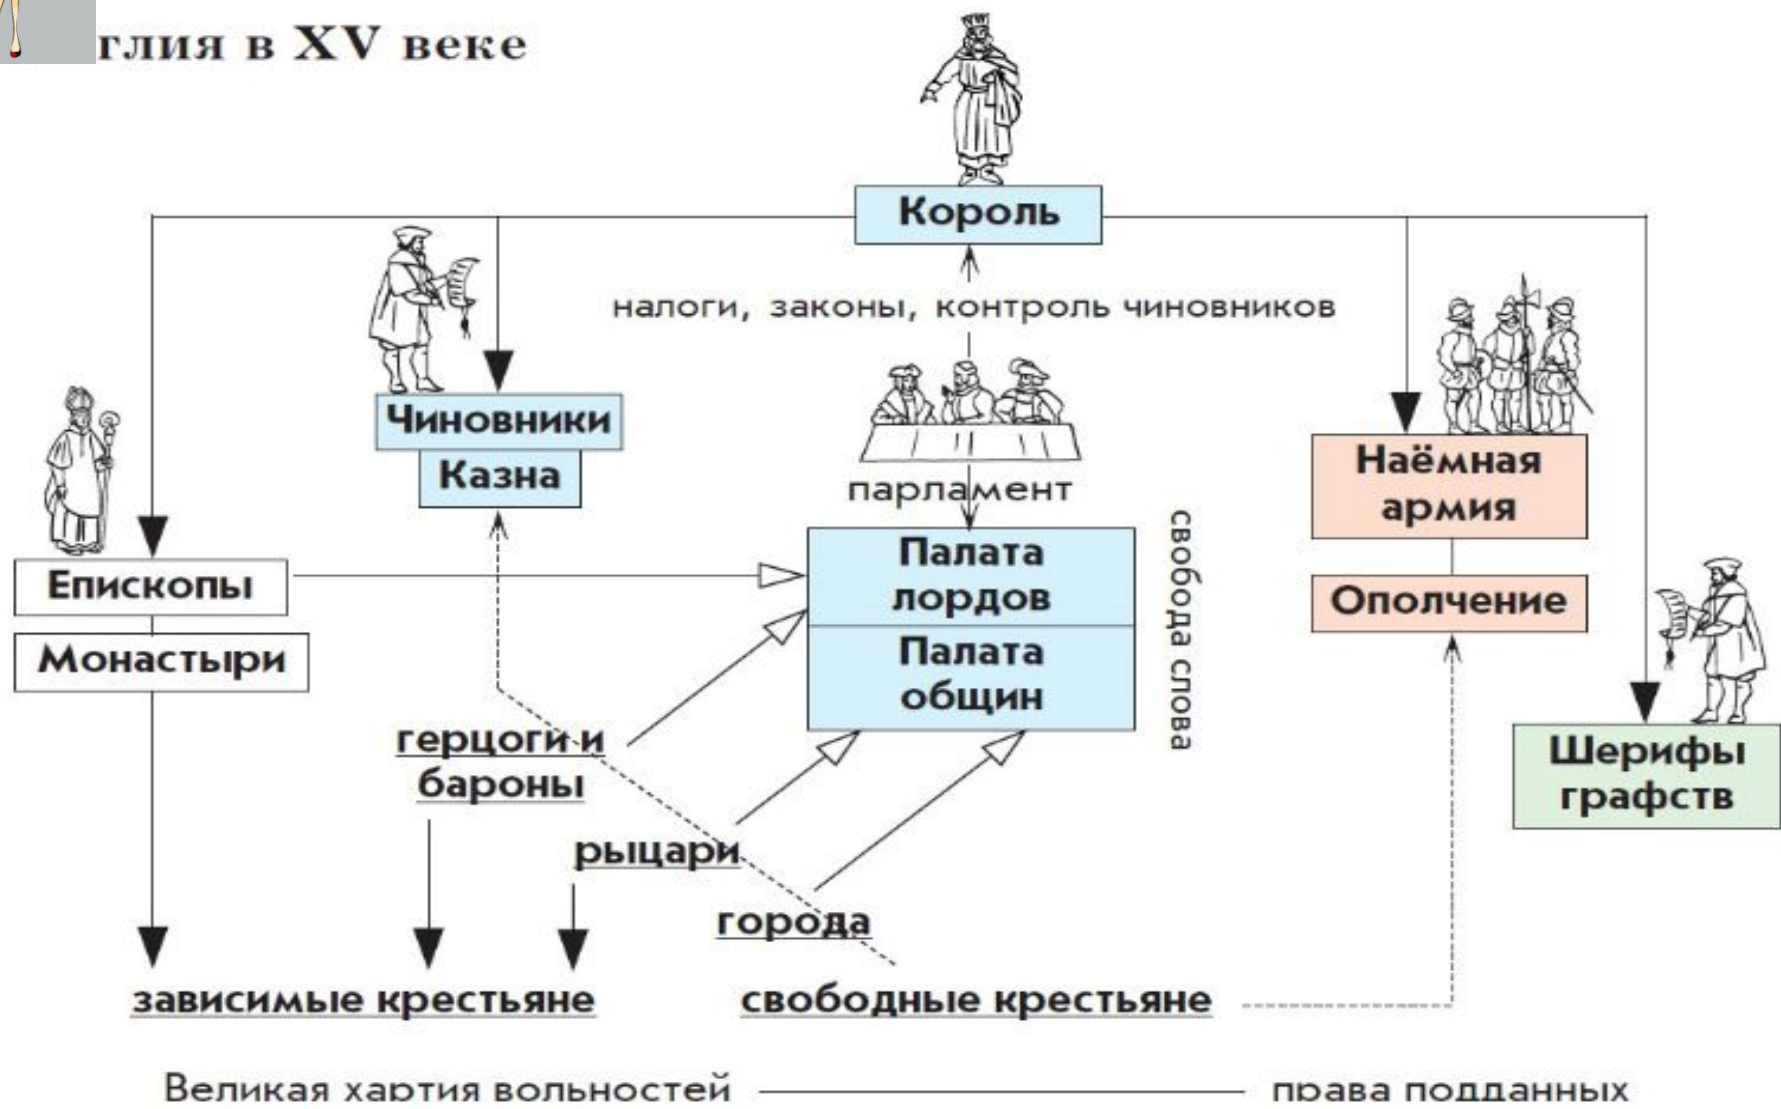 глия в XV веке
Король
налоги, законы, контроль чиновников
Чиновники
Казна
парламент
Наёмная
армия
Ополчение
Епископы
Монастыри
Палата
лордов
Палата
общин
свобода слова
Шерифы
графств
герцоги и
бароны
рыцари
города
зависимые крестьяне
свободные крестьяне
Великая хартия вольностей
права подданных